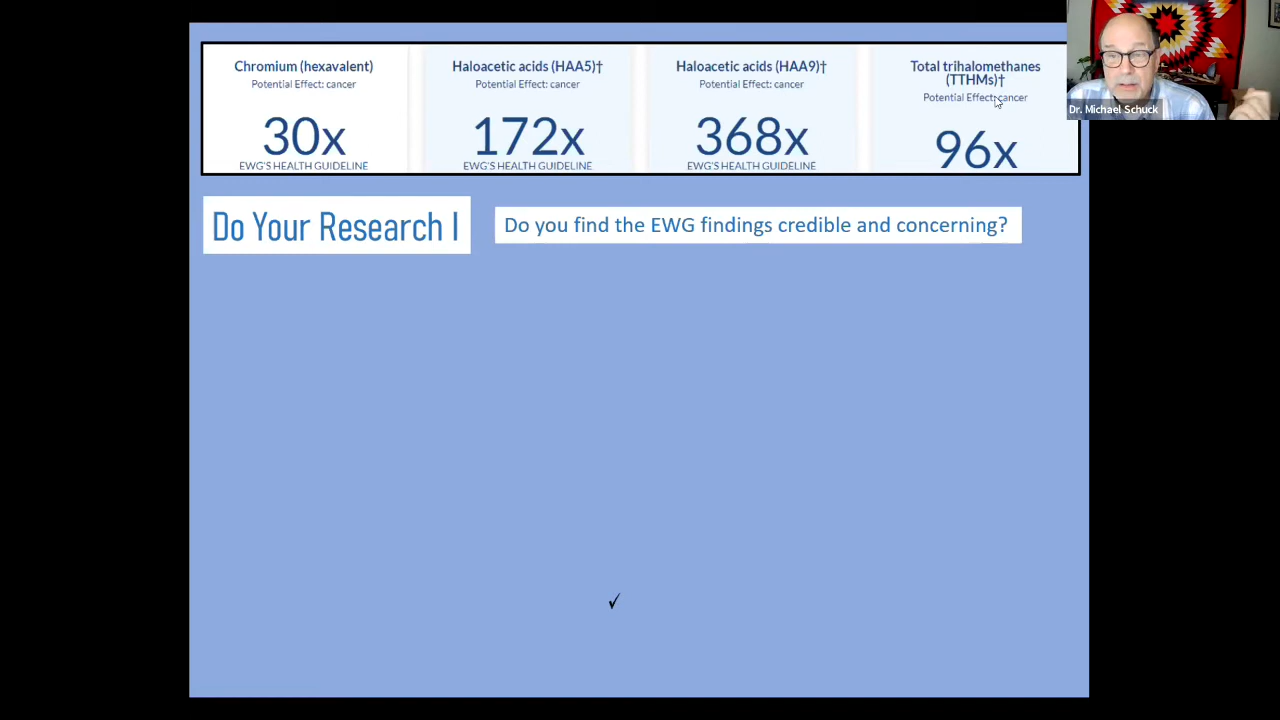 Chromium (hexavalent)
Potential Effect: cancer
30x
EWG'S HEALTH GUIDELINE
Haloacetic acids (HAA5)†
Potential Effect: cancer
172x
EWG'S HEALTH GUIDELINE
Haloacetic acids (HAA9)†
Potential Effect: cancer
368x
EWG'S HEALTH GUIDELINE
Total trihalomethanes
(TTHMs)†
Potential Effect: cancer
96x
Dr. Michael Schuck
Do Your Research I
Do you find the EWG findings credible and concerning?
✓